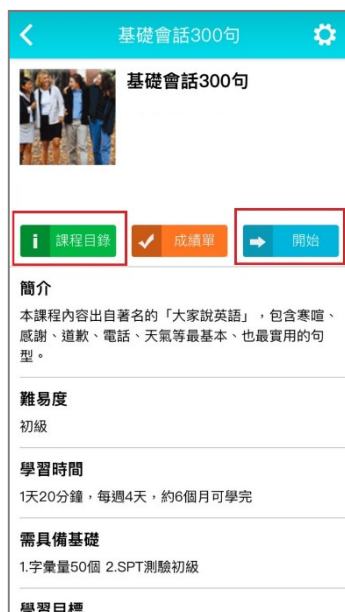 基礎會話300句
基礎會話300句
課程目錄
成績單
開始
簡介
本課程內容出自著名的「大家說英語」，包含寒喧、
感謝、道歉、電話、天氣等最基本、也最實用的句
型。
難易度
初級
學習時間
1天20分鐘，每週4天，約6個月可學完
需具備基礎
1.字彙量50個 2.SPT測驗初級
學習目標